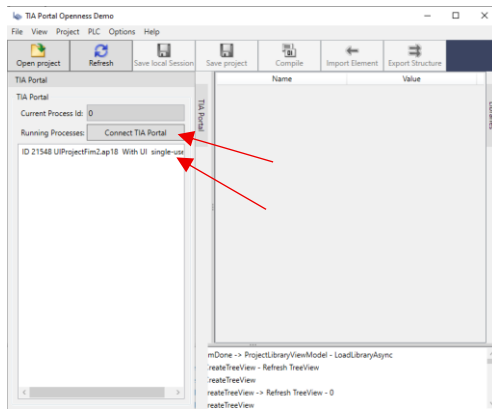 TIA Portal Openness Demo
File View Project PLC Options Help
Open project Refresh Save local Session Save project Compile Import Element Export Structure
TIA Portal
Name Value
TIA Portal
Current Process Id: 0
Running Processes: Connect TIA Portal
ID 21548 UIProjectFim2.ap18 With UI single-use
TIA Portal
Libraries
mDone -> ProjectLibraryViewModel - LoadLibraryAsync
reateTreeView - Refresh TreeView
reateTreeView
reateTreeView -> Refresh TreeView - 0
reateTreeView